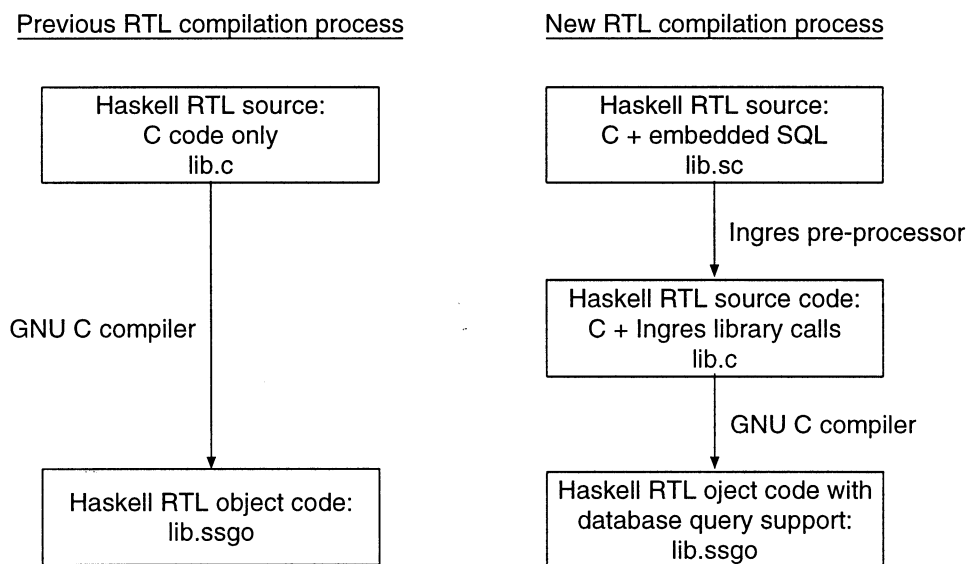 Previous RTL compilation process
Haskell RTL source:
C code only
lib.c
GNU C compiler
Haskell RTL object code:
lib.ssgo
New RTL compilation process
Haskell RTL source:
C + embedded SQL
lib.sc
Ingres pre-processor
Haskell RTL source code:
C + Ingres library calls
lib.c
GNU C compiler
Haskell RTL oject code with
database query support:
lib.ssgo